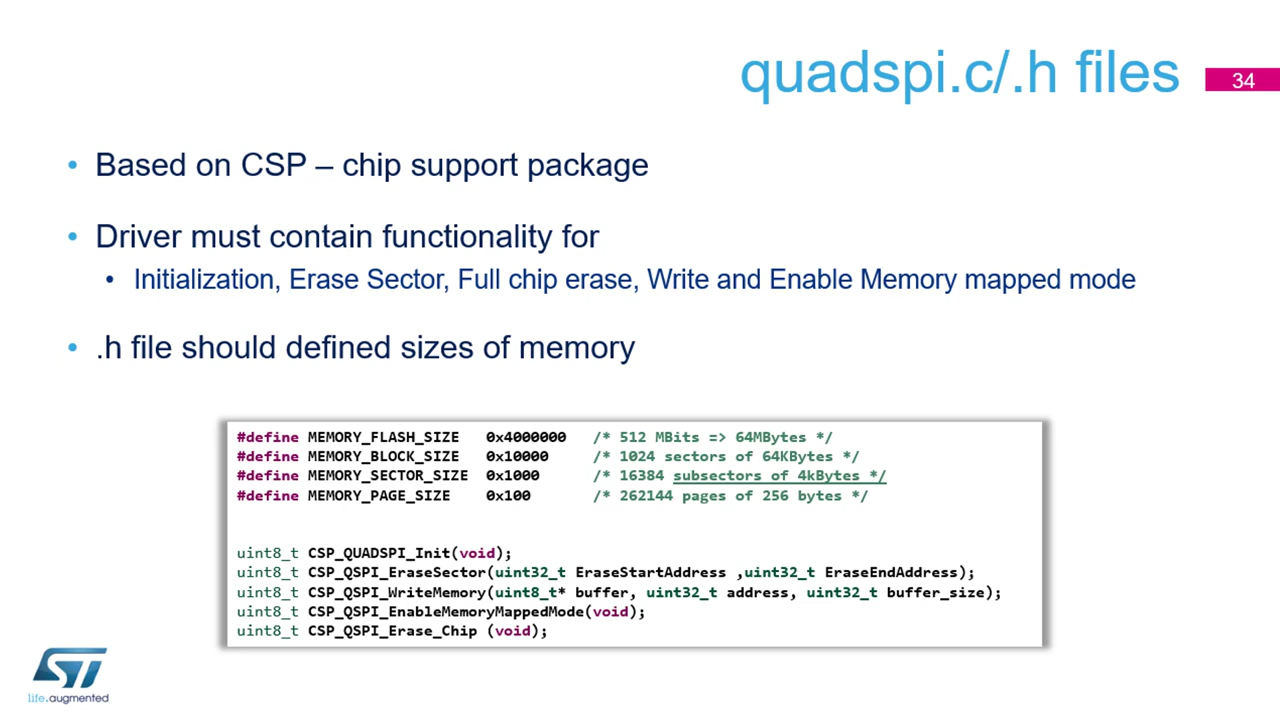 quadspi.c/.h files
34
• Based on CSP – chip support package
• Driver must contain functionality for
• Initialization, Erase Sector, Full chip erase, Write and Enable Memory mapped mode
• .h file should defined sizes of memory
#define MEMORY_FLASH_SIZE 0x4000000 /* 512 MBits => 64MBytes */
#define MEMORY_BLOCK_SIZE 0x10000 /* 1024 sectors of 64KBytes */
#define MEMORY_SECTOR_SIZE 0x1000 /* 16384 subsectors of 4kBytes */
#define MEMORY_PAGE_SIZE 0x100 /* 262144 pages of 256 bytes */
uint8_t CSP_QUADSPI_Init(void);
uint8_t CSP_QSPI_EraseSector(uint32_t EraseStartAddress ,uint32_t EraseEndAddress);
uint8_t CSP_QSPI_WriteMemory(uint8_t* buffer, uint32_t address, uint32_t buffer_size);
uint8_t CSP_QSPI_EnableMemoryMappedMode(void);
uint8_t CSP_QSPI_Erase_Chip (void);
ST
life.augmented